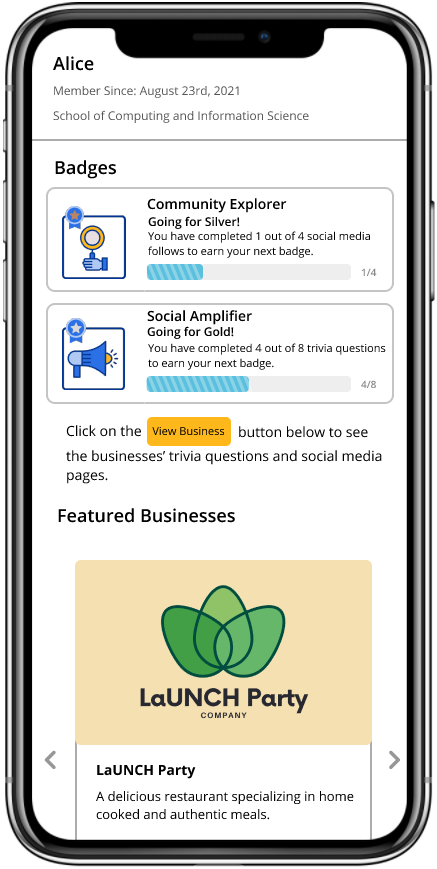 Alice
Member Since: August 23rd, 2021
School of Computing and Information Science
Badges
Community Explorer
Going for Silver!
You have completed 1 out of 4 social media
follows to earn your next badge.
1/4
Social Amplifier
Going for Gold!
You have completed 4 out of 8 trivia questions
to earn your next badge.
4/8
Click on the View Business button below to see
the businesses’ trivia questions and social media
pages.
Featured Businesses
LaUNCH Party
COMPANY
LaUNCH Party
A delicious restaurant specializing in home
cooked and authentic meals.